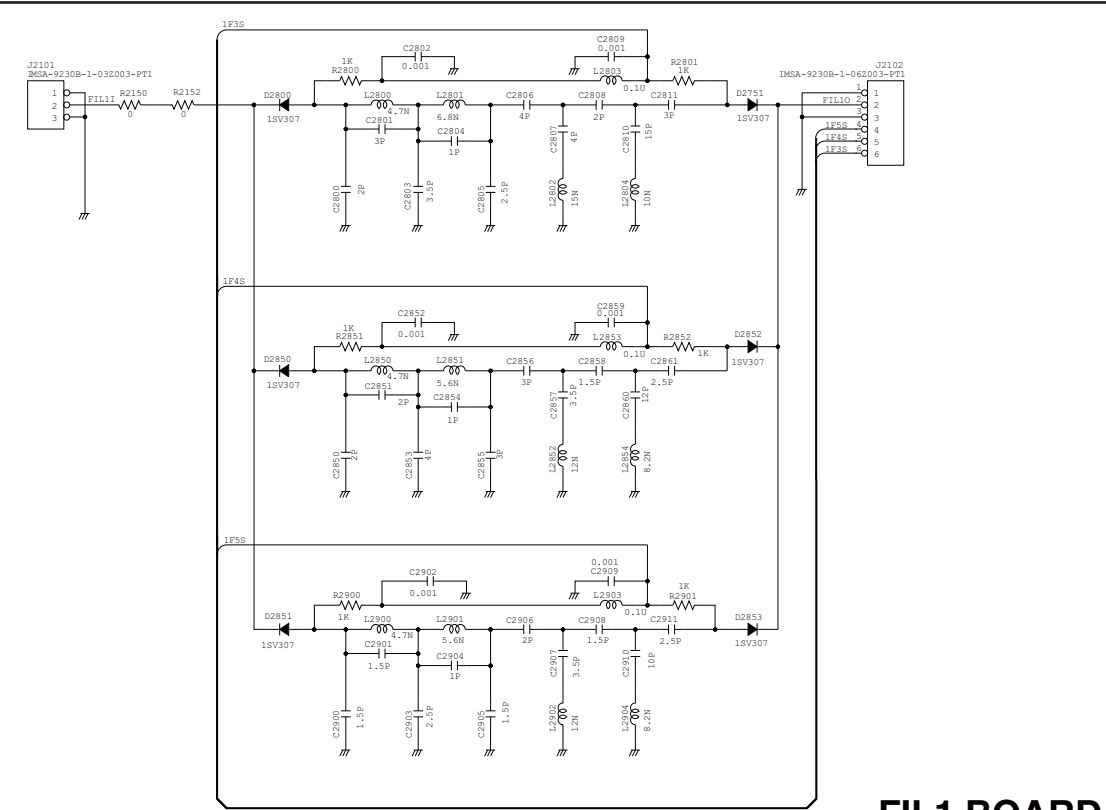 1F3S
J2101
IMSA-9230B-1-03Z003-PT1
1
2
3
FIL1I
R2150
0
R2152
0
D2800
1SV307
1K
R2800
C2802
0.001
C2809
0.001
L2803
0.1U
R2801
1K
L2800
4.7N
C2801
3P
L2801
6.8N
C2804
1P
C2806
4P
C2808
2P
C2811
3P
C2807
4P
C2810
15P
D2751
1SV307
C2800
2P
C2803
3.5P
C2805
2.5P
L2802
15N
L2804
10N
J2102
IMSA-9230B-1-06Z003-PT1
1
FIL1O
2
3
1F5S
4
1F4S
5
1F3S
6
1
2
3
4
5
6
1F4S
1K
R2851
C2852
0.001
C2859
0.001
L2853
0.1U
R2852
1K
D2852
1SV307
D2850
1SV307
L2850
4.7N
C2851
2P
L2851
5.6N
C2854
1P
C2856
3P
C2858
1.5P
C2861
2.5P
C2857
3.5P
C2860
12P
C2850
2P
C2853
4P
C2855
3P
L2852
12N
L2854
8.2N
1F5S
R2900
1K
C2902
0.001
0.001
C2909
L2903
0.1U
1K
R2901
D2851
1SV307
L2900
4.7N
C2901
1.5P
L2901
5.6N
C2904
1P
C2906
2P
C2908
1.5P
C2911
2.5P
D2853
1SV307
C2907
3.5P
C2910
10P
C2900
1.5P
C2903
2.5P
C2905
1.5P
L2902
12N
L2904
8.2N
FIL1 BOARD